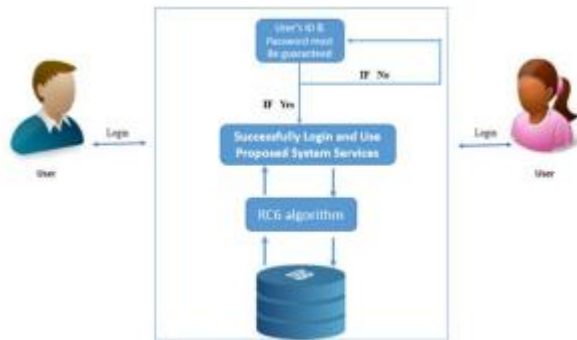 User's ID &
Password must
Be guaranteed
IF No
IF Yes
Login
Successfully Login and Use
Proposed System Services
Login
User
User
RC6 algorithm